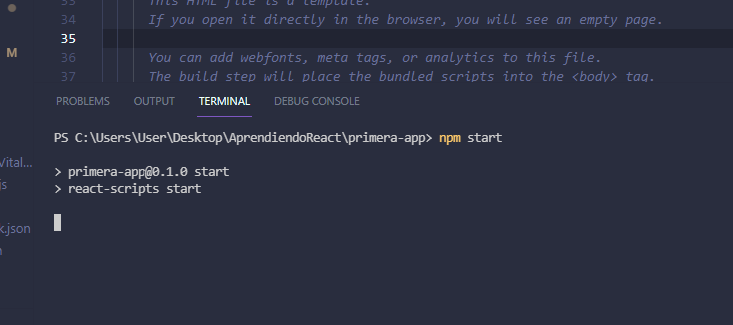 33
This HTML file is a template.
34 If you open it directly in the browser, you will see an empty page.
35
M
36 You can add webfonts, meta tags, or analytics to this file.
37 The build step will place the bundled scripts into the <body> tag.
PROBLEMS OUTPUT TERMINAL DEBUG CONSOLE
PS C:\Users\User\Desktop\AprendiendoReact\primera-app> npm start
Vital...
> primera-app@0.1.0 start
js
> react-scripts start
k.json